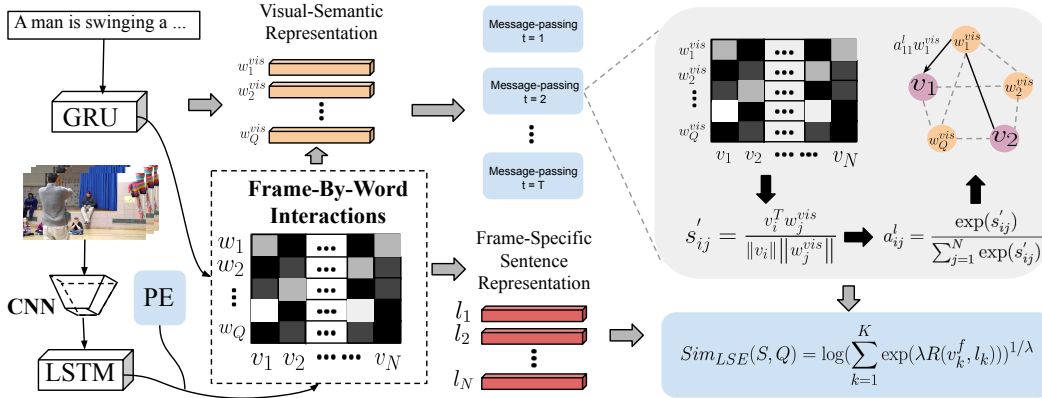 A man is swinging a ...
GRU
CNN
LSTM
PE
Visual-Semantic
Representation
w_1^{vis}
w_2^{vis}
w_Q^{vis}
Frame-By-Word
Interactions
w_1
w_2
w_Q
v_1 v_2 ... ... v_N
Message-passing
t = 1
Message-passing
t = 2
Message-passing
t = T
Frame-Specific
Sentence
Representation
l_1
l_2
l_N
w_1^{vis}
w_2^{vis}
w_Q^{vis}
v_1 v_2 ... ... v_N
a_{11}^l w_1^{vis}
w_1^{vis}
v_1
w_2^{vis}
w_Q^{vis}
v_2
s'_{ij} = \frac{v_i^T w_j^{vis}}{\|v_i\| ||w_j^{vis}||}
a_{ij}^l = \frac{\exp(s'_{ij})}{\sum_{j=1}^N \exp(s'_{ij})}
Sim_{LSE}(S, Q) = \log(\sum_{k=1}^K \exp(\lambda R(v_k^f, l_k)))^{1/\lambda}